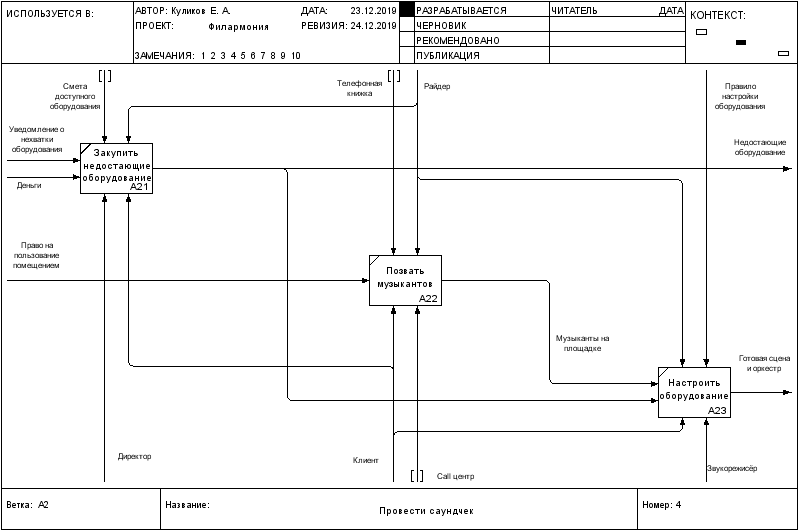 ИСПОЛЬЗУЕТСЯ В:
АВТОР: Куликов Е. А.
ДАТА: 23.12.2019
РАЗРАБАТЫВАЕТСЯ
ЧИТАТЕЛЬ
ДАТА
КОНТЕКСТ:
ПРОЕКТ: Филармония
РЕВИЗИЯ: 24.12.2019
ЧЕРНОВИК
РЕКОМЕНДОВАНО
ЗАМЕЧАНИЯ: 1 2 3 4 5 6 7 8 9 10
ПУБЛИКАЦИЯ
Смета
доступного
оборудования
Телефонная
книжка
Райдер
Правило
настройки
оборудования
Уведомление о
нехватки
оборудования
Деньги
Закупить
недостающие
оборудование
A21
Недостающие
оборудование
Право на
пользование
помещением
Позвать
музыкантов
A22
Музыканты на
площадке
Настроить
оборудование
A23
Готовая сцена
и оркестр
Директор
Клиент
Call центр
Звукорежисёр
Ветка: A2
Название:
Провести саундчек
Номер: 4